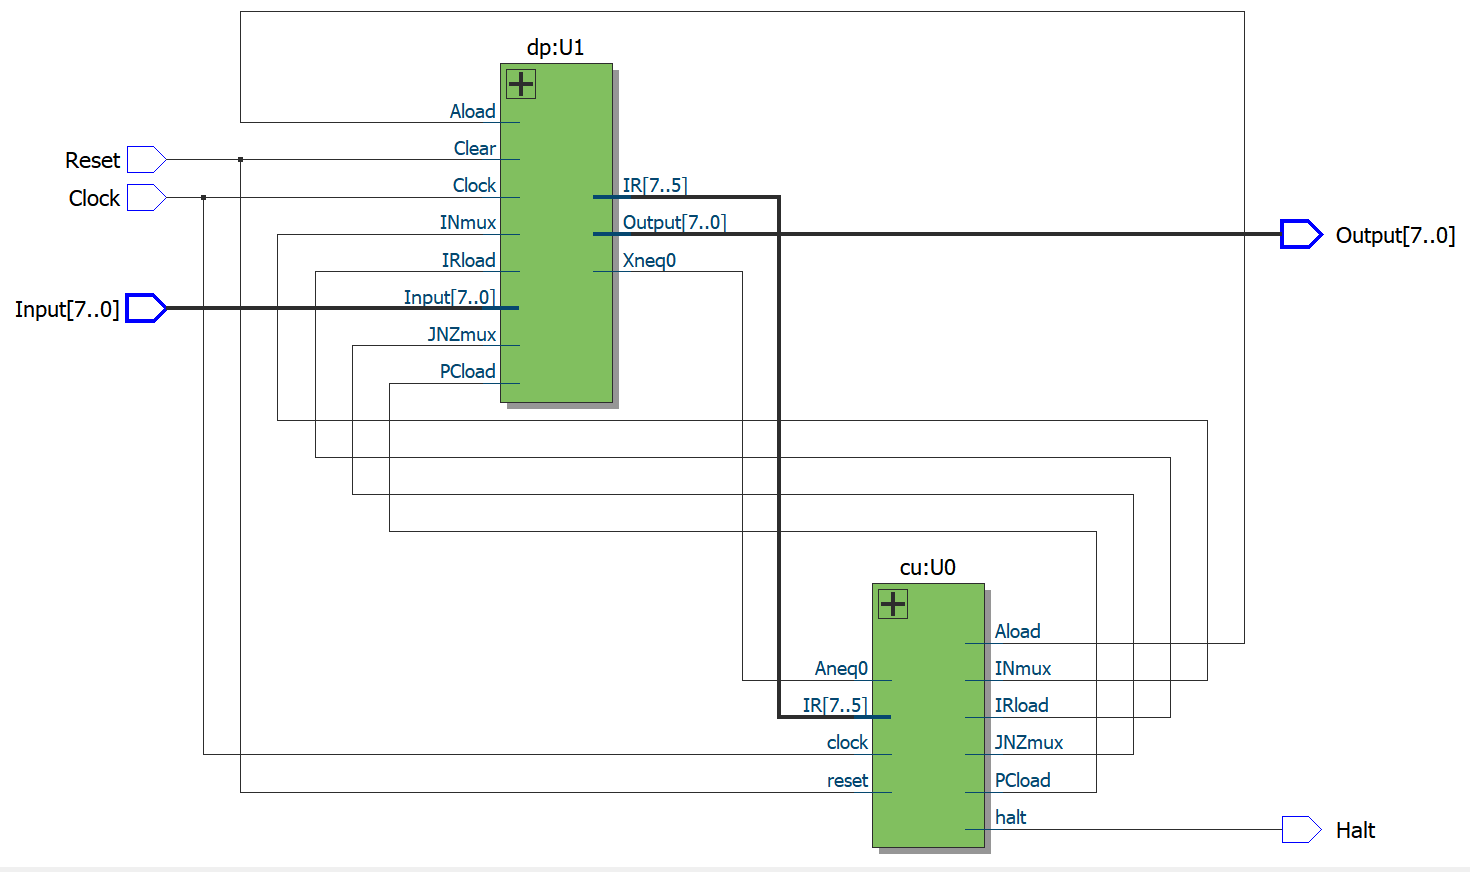 dp:U1
Aload
Clear
Clock
INmux
IRload
Input[7..0]
JNZmux
PCload
IR[7..5]
Output[7..0]
Xneq0
Reset
Clock
Input[7..0]
Output[7..0]
cu:U0
Aneq0
IR[7..5]
clock
reset
Aload
INmux
IRload
JNZmux
PCload
halt
Halt